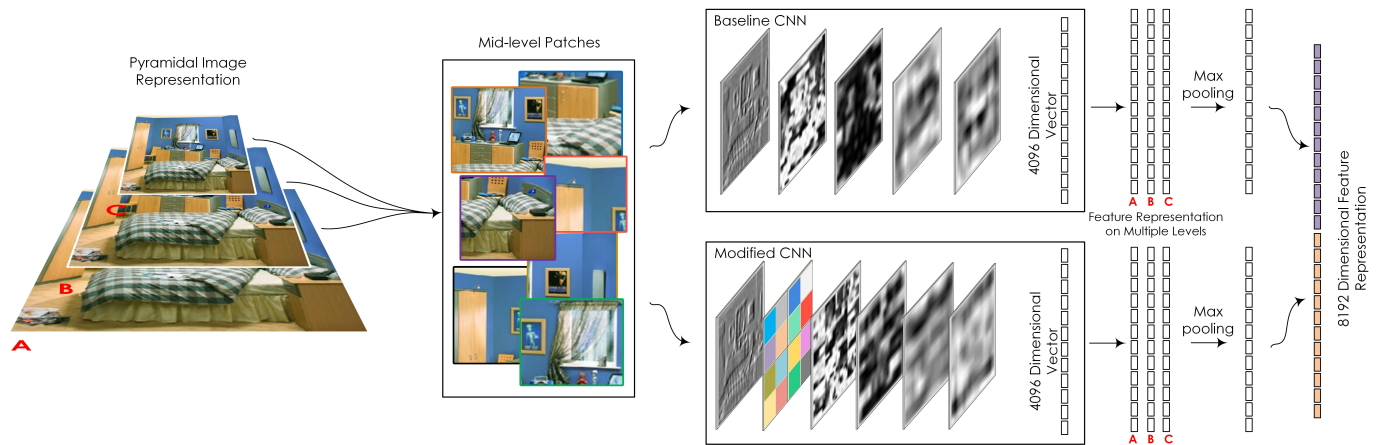 Pyramidal Image
Representation
C
B
A
Mid-level Patches
Baseline CNN
4096 Dimensional
Vector
A B C
Feature Representation
on Multiple Levels
Max
pooling
Modified CNN
4096 Dimensional
Vector
A B C
Max
pooling
8192 Dimensional Feature
Representation